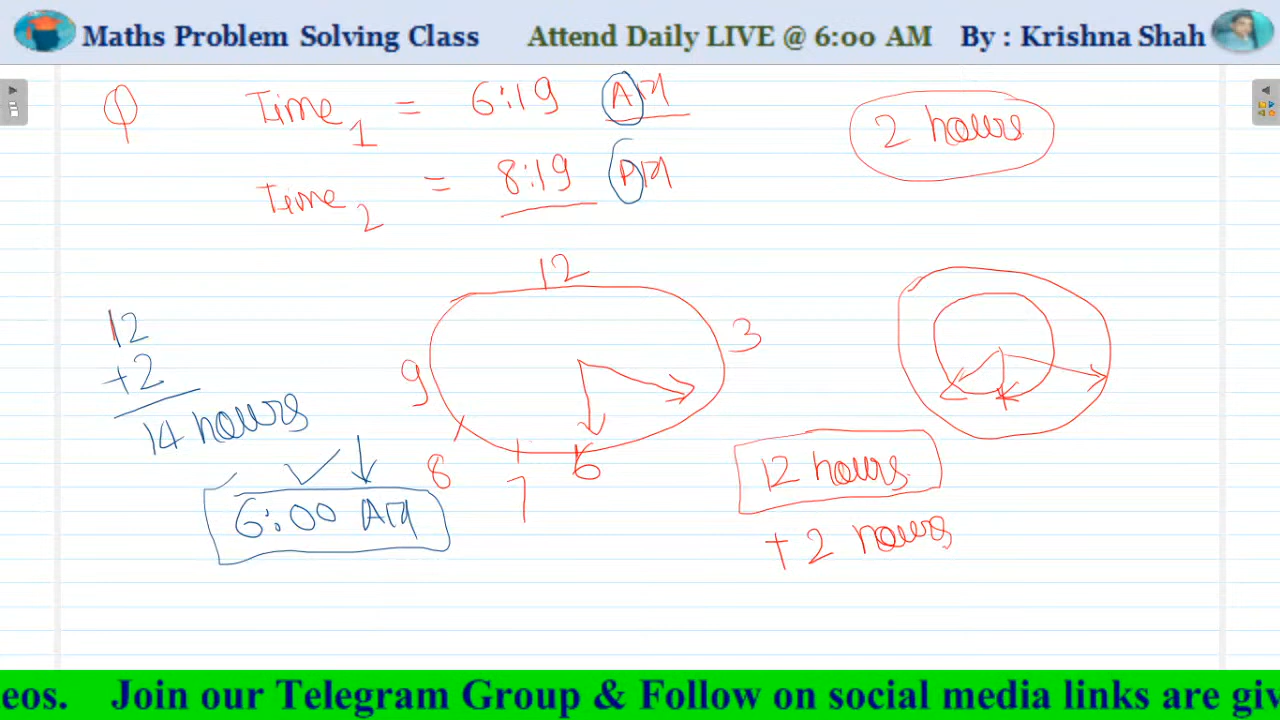 Maths Problem Solving Class Attend Daily LIVE @ 6:00 AM By : Krishna Shah
Q Time1 = 6:19 AM
2 hours
Time2 = 8:19 PM
12
3
9
6
7
8
12
+2
14 hours
6:00 AM
12 hours
+ 2 hours
eos. Join our Telegram Group & Follow on social media links are giv